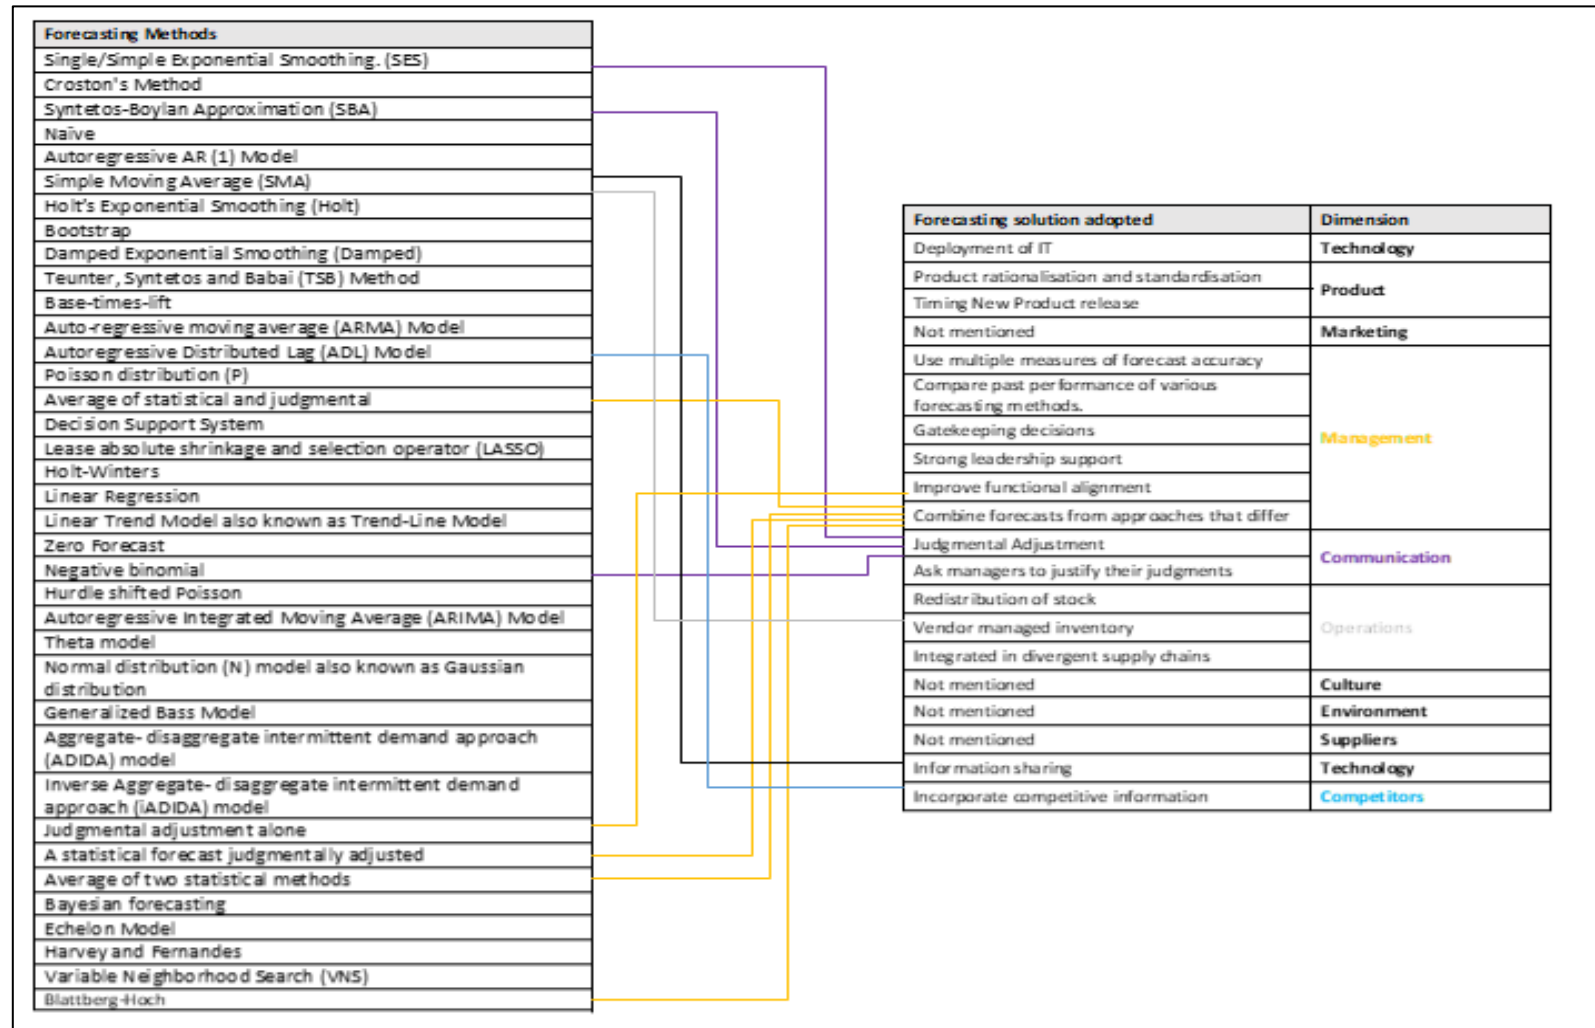 Forecasting Methods
Single/Simple Exponential Smoothing. (SES)
Croston's Method
Syntetos-Boylan Approximation (SBA)
Naïve
Autoregressive AR (1) Model
Simple Moving Average (SMA)
Holt's Exponential Smoothing (Holt)
Bootstrap
Damped Exponential Smoothing (Damped)
Teunter, Syntetos and Babai (TSB) Method
Base-times-lift
Auto-regressive moving average (ARMA) Model
Autoregressive Distributed Lag (ADL) Model
Poisson distribution (P)
Average of statistical and judgmental
Decision Support System
Lease absolute shrinkage and selection operator (LASSO)
Holt-Winters
Linear Regression
Linear Trend Model also known as Trend-Line Model
Zero Forecast
Negative binomial
Hurdle shifted Poisson
Autoregressive Integrated Moving Average (ARIMA) Model
Theta model
Normal distribution (N) model also known as Gaussian
distribution
Generalized Bass Model
Aggregate- disaggregate intermittent demand approach
(ADIDA) model
Inverse Aggregate- disaggregate intermittent demand
approach (iADIDA) model
Judgmental adjustment alone
A statistical forecast judgmentally adjusted
Average of two statistical methods
Bayesian forecasting
Echelon Model
Harvey and Fernandes
Variable Neighborhood Search (VNS)
Blattberg-Hoch
Forecasting solution adopted Dimension
Deployment of IT Technology
Product rationalisation and standardisation
Product
Timing New Product release
Not mentioned Marketing
Use multiple measures of forecast accuracy
Compare past performance of various
forecasting methods.
Gatekeeping decisions
Management
Strong leadership support
Improve functional alignment
Combine forecasts from approaches that differ
Judgmental Adjustment
Communication
Ask managers to justify their judgments
Redistribution of stock
Vendor managed inventory Operations
Integrated in divergent supply chains
Not mentioned Culture
Not mentioned Environment
Not mentioned Suppliers
Information sharing Technology
Incorporate competitive information Competitors